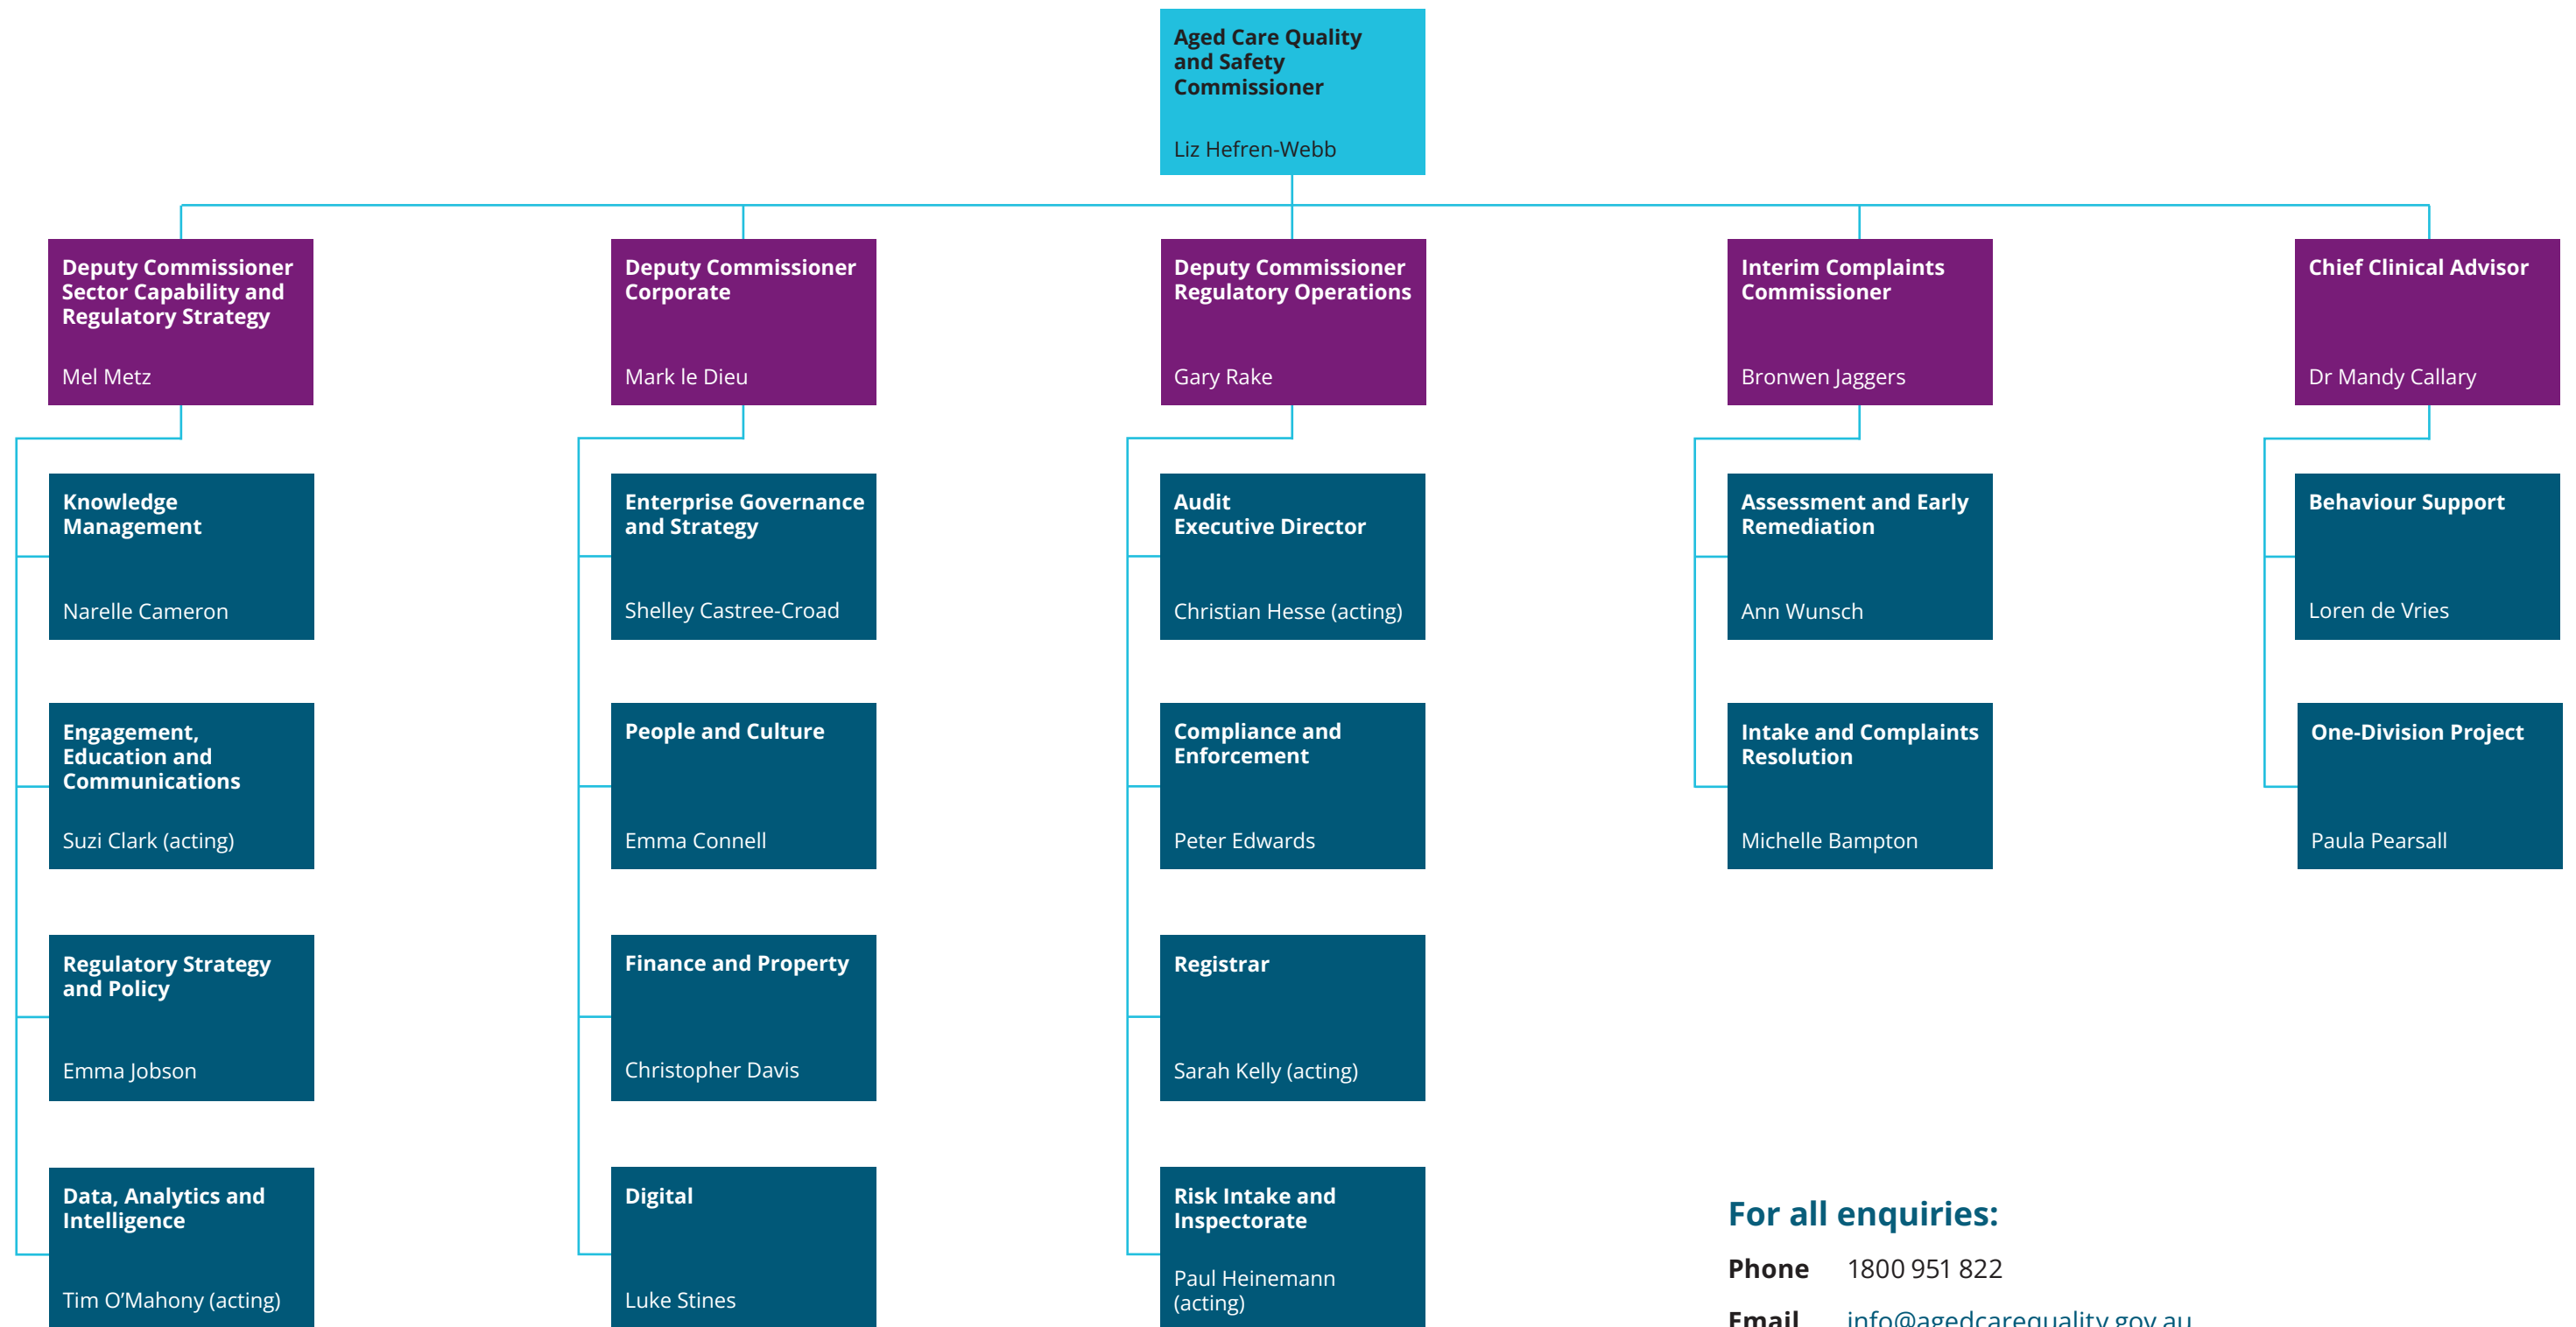 Aged Care Quality
and Safety
Commissioner
Liz Hefren-Webb
Deputy Commissioner
Sector Capability and
Regulatory Strategy
Mel Metz
Deputy Commissioner
Corporate
Mark le Dieu
Deputy Commissioner
Regulatory Operations
Gary Rake
Interim Complaints
Commissioner
Bronwen Jaggers
Chief Clinical Advisor
Dr Mandy Callary
Knowledge
Management
Narelle Cameron
Enterprise Governance
and Strategy
Shelley Castree-Croad
Audit
Executive Director
Christian Hesse (acting)
Assessment and Early
Remediation
Ann Wunsch
Behaviour Support
Loren de Vries
Engagement,
Education and
Communications
Suzi Clark (acting)
People and Culture
Emma Connell
Compliance and
Enforcement
Peter Edwards
Intake and Complaints
Resolution
Michelle Bampton
One-Division Project
Paula Pearsall
Regulatory Strategy
and Policy
Emma Jobson
Finance and Property
Christopher Davis
Registrar
Sarah Kelly (acting)
Data, Analytics and
Intelligence
Tim O’Mahony (acting)
Digital
Luke Stines
Risk Intake and
Inspectorate
Paul Heinemann
(acting)
For all enquiries:
Phone 1800 951 822
Email info@agedcarequality.gov.au